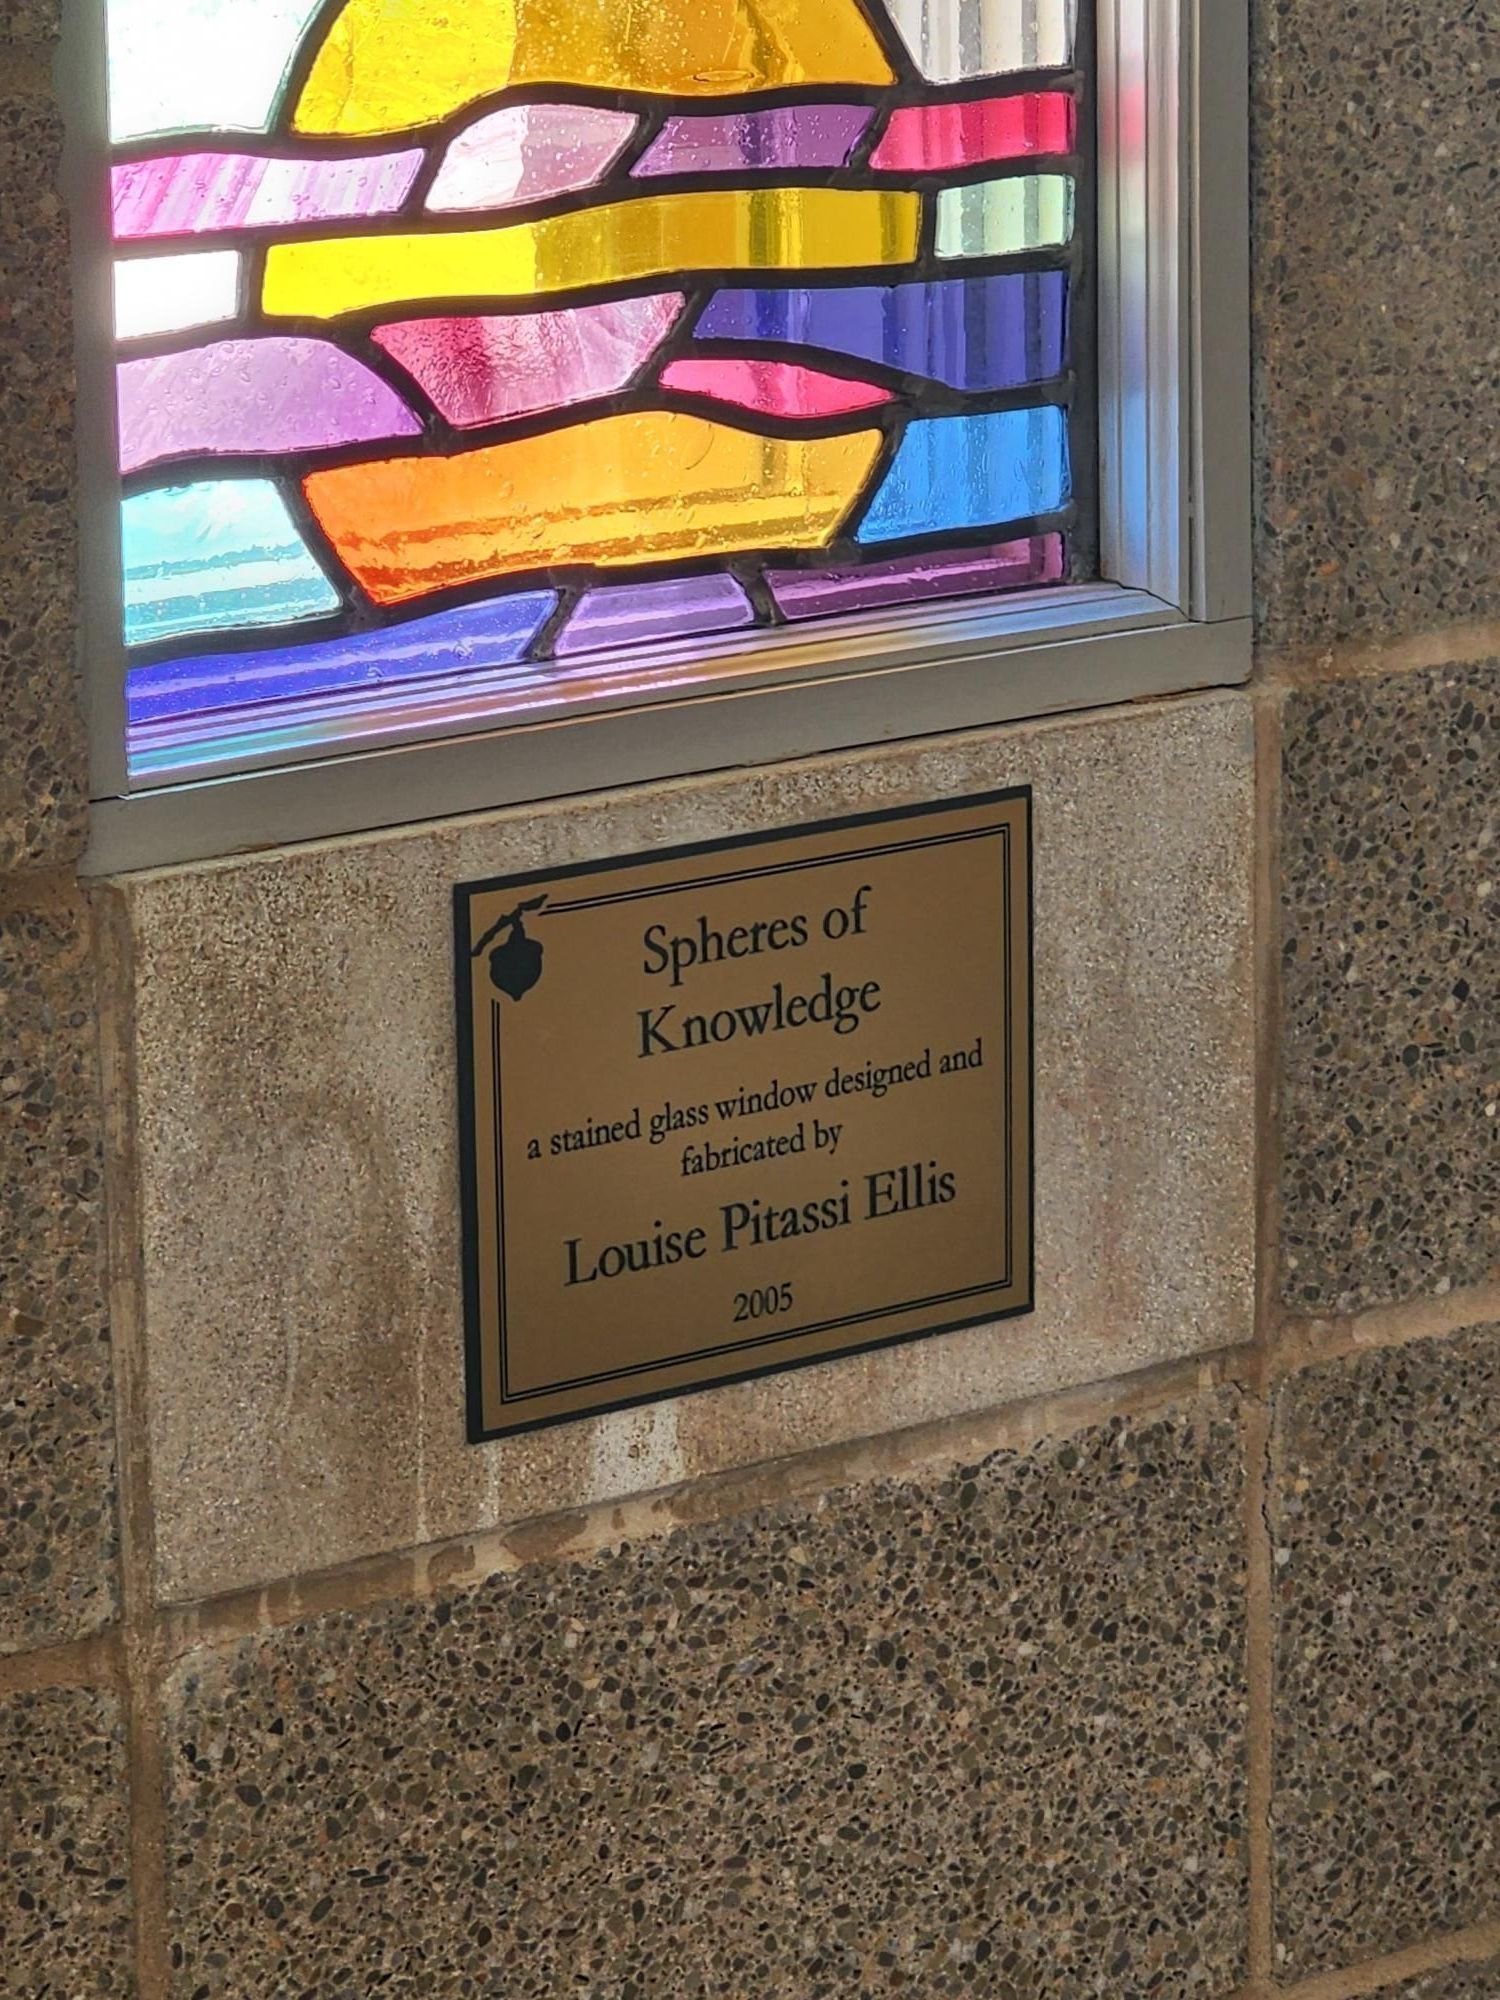 Spheres of
Knowledge
a stained glass window designed and
fabricated by
Louise Pitassi Ellis
2005